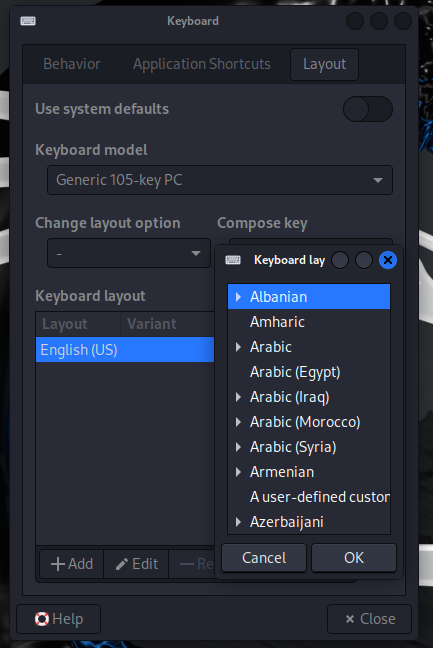 Keyboard
Behavior Application Shortcuts Layout
Use system defaults
Keyboard model
Generic 105-key PC
Change layout option Compose key
-
Keyboard layout
Layout Variant
English (US)
+ Add Edit — Re
Help × Close
Keyboard lay
Albanian
Amharic
Arabic
Arabic (Egypt)
Arabic (Iraq)
Arabic (Morocco)
Arabic (Syria)
Armenian
A user-defined custon
Azerbaijani
Cancel OK